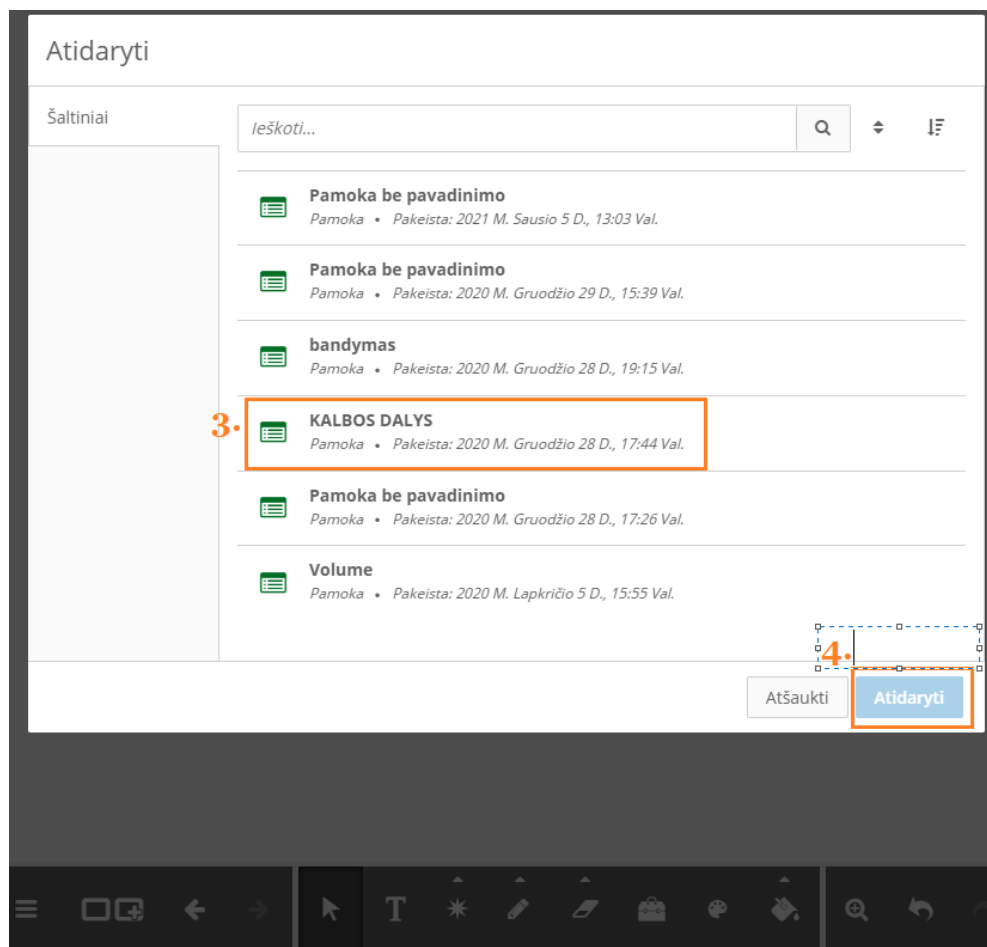 Atidaryti
Šaltiniai
Ieškoti...
Pamoka be pavadinimo
Pamoka • Pakeista: 2021 M. Sausio 5 D., 13:03 Val.
Pamoka be pavadinimo
Pamoka • Pakeista: 2020 M. Gruodžio 29 D., 15:39 Val.
bandymas
Pamoka • Pakeista: 2020 M. Gruodžio 28 D., 19:15 Val.
3.
KALBOS DALYS
Pamoka • Pakeista: 2020 M. Gruodžio 28 D., 17:44 Val.
Pamoka be pavadinimo
Pamoka • Pakeista: 2020 M. Gruodžio 28 D., 17:26 Val.
Volume
Pamoka • Pakeista: 2020 M. Lapkričio 5 D., 15:55 Val.
4.
Atšaukti Atidaryti
T